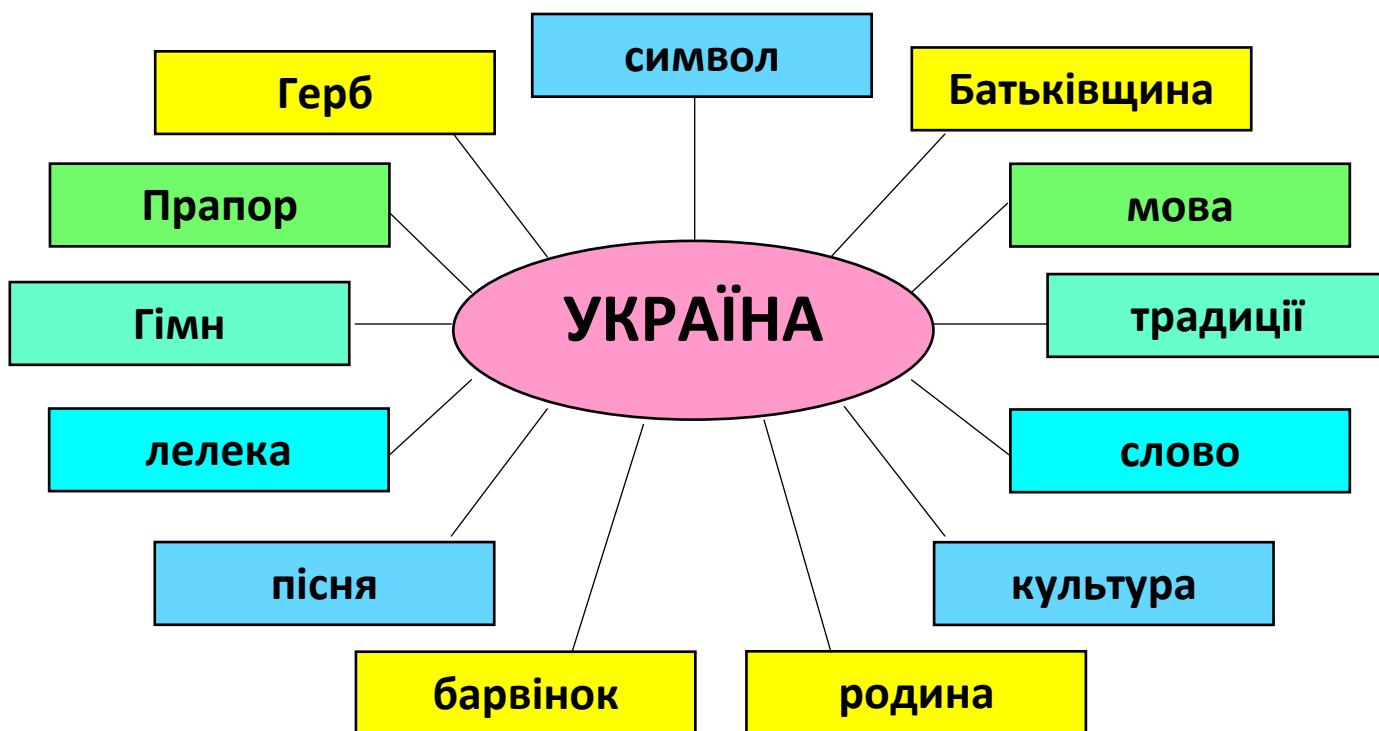 символ
Герб
Батьківщина
Прапор
мова
УКРАЇНА
Гімн
традиції
лелека
слово
пісня
культура
барвінок
родина